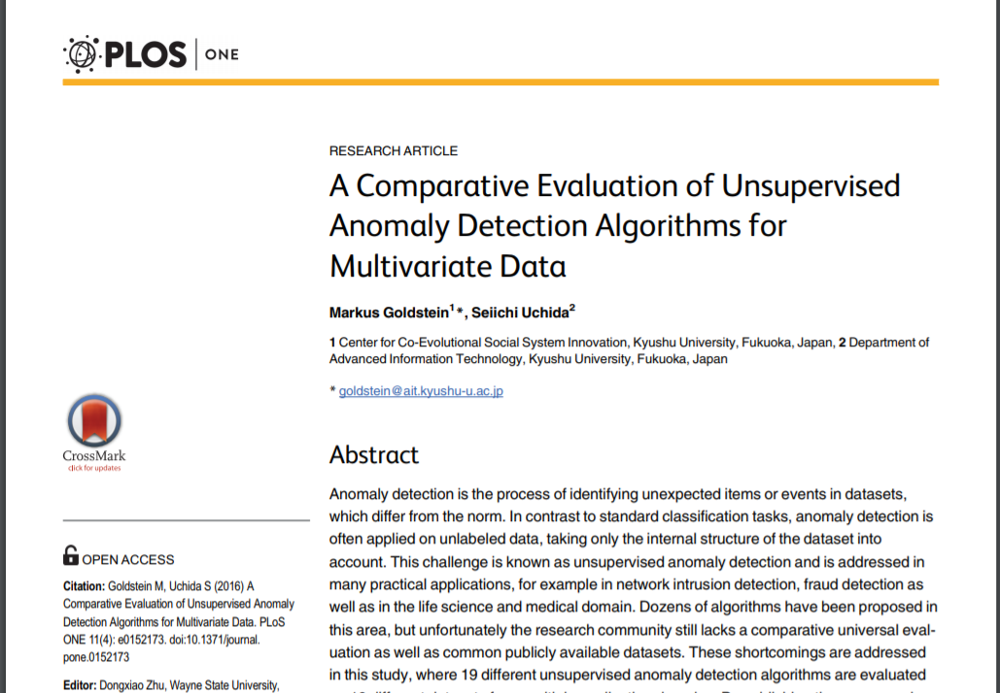 PLOS ONE
RESEARCH ARTICLE
A Comparative Evaluation of Unsupervised
Anomaly Detection Algorithms for
Multivariate Data
Markus Goldstein1*, Seiichi Uchida2
1 Center for Co-Evolutional Social System Innovation, Kyushu University, Fukuoka, Japan, 2 Department of
Advanced Information Technology, Kyushu University, Fukuoka, Japan
* goldstein@ait.kyushu-u.ac.jp
CrossMark
click for updates
OPEN ACCESS
Citation: Goldstein M, Uchida S (2016) A
Comparative Evaluation of Unsupervised Anomaly
Detection Algorithms for Multivariate Data. PLoS
ONE 11(4): e0152173. doi:10.1371/journal.
pone.0152173
Editor: Dongxiao Zhu, Wayne State University,
Abstract
Anomaly detection is the process of identifying unexpected items or events in datasets,
which differ from the norm. In contrast to standard classification tasks, anomaly detection is
often applied on unlabeled data, taking only the internal structure of the dataset into
account. This challenge is known as unsupervised anomaly detection and is addressed in
many practical applications, for example in network intrusion detection, fraud detection as
well as in the life science and medical domain. Dozens of algorithms have been proposed in
this area, but unfortunately the research community still lacks a comparative universal eval-
uation as well as common publicly available datasets. These shortcomings are addressed
in this study, where 19 different unsupervised anomaly detection algorithms are evaluated